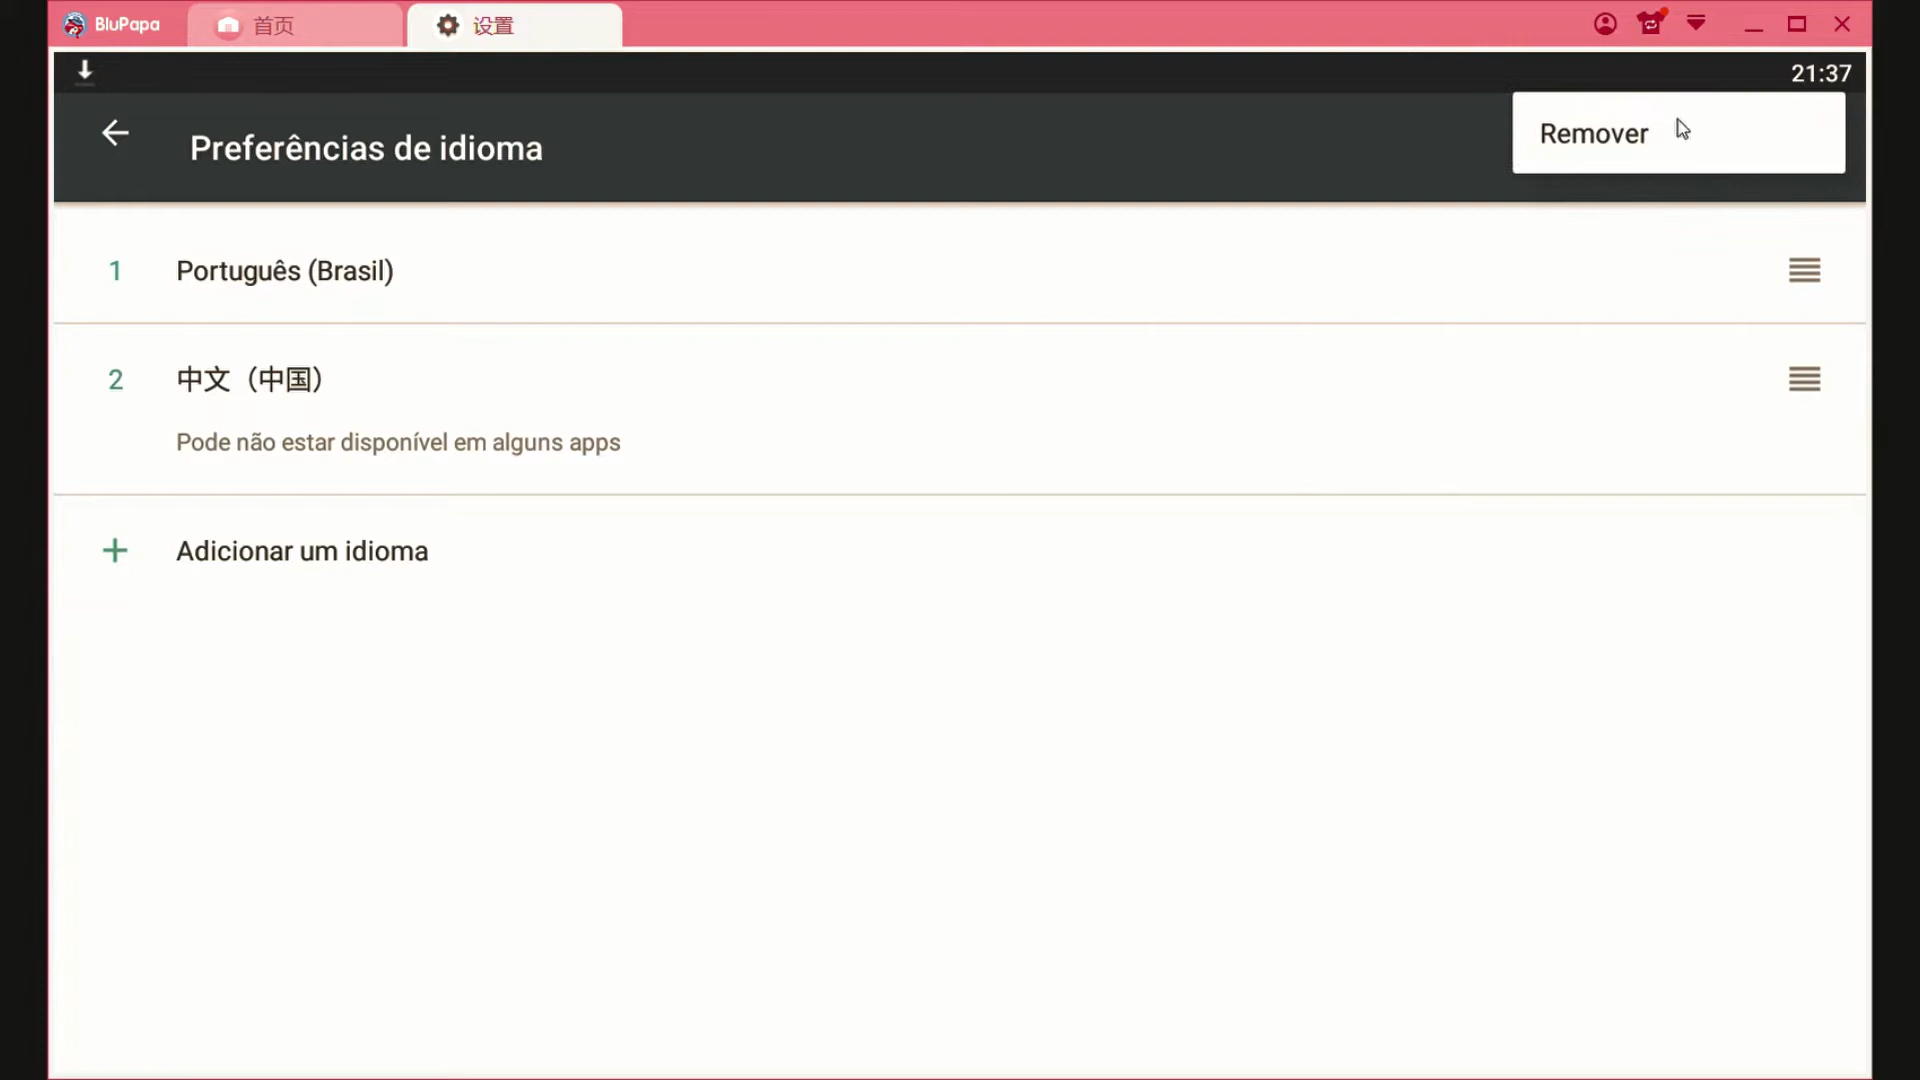 BluPapa
首页
设置
21:37
Preferências de idioma
Remover
1 Português (Brasil)
2 中文（中国）
Pode não estar disponível em alguns apps
Adicionar um idioma